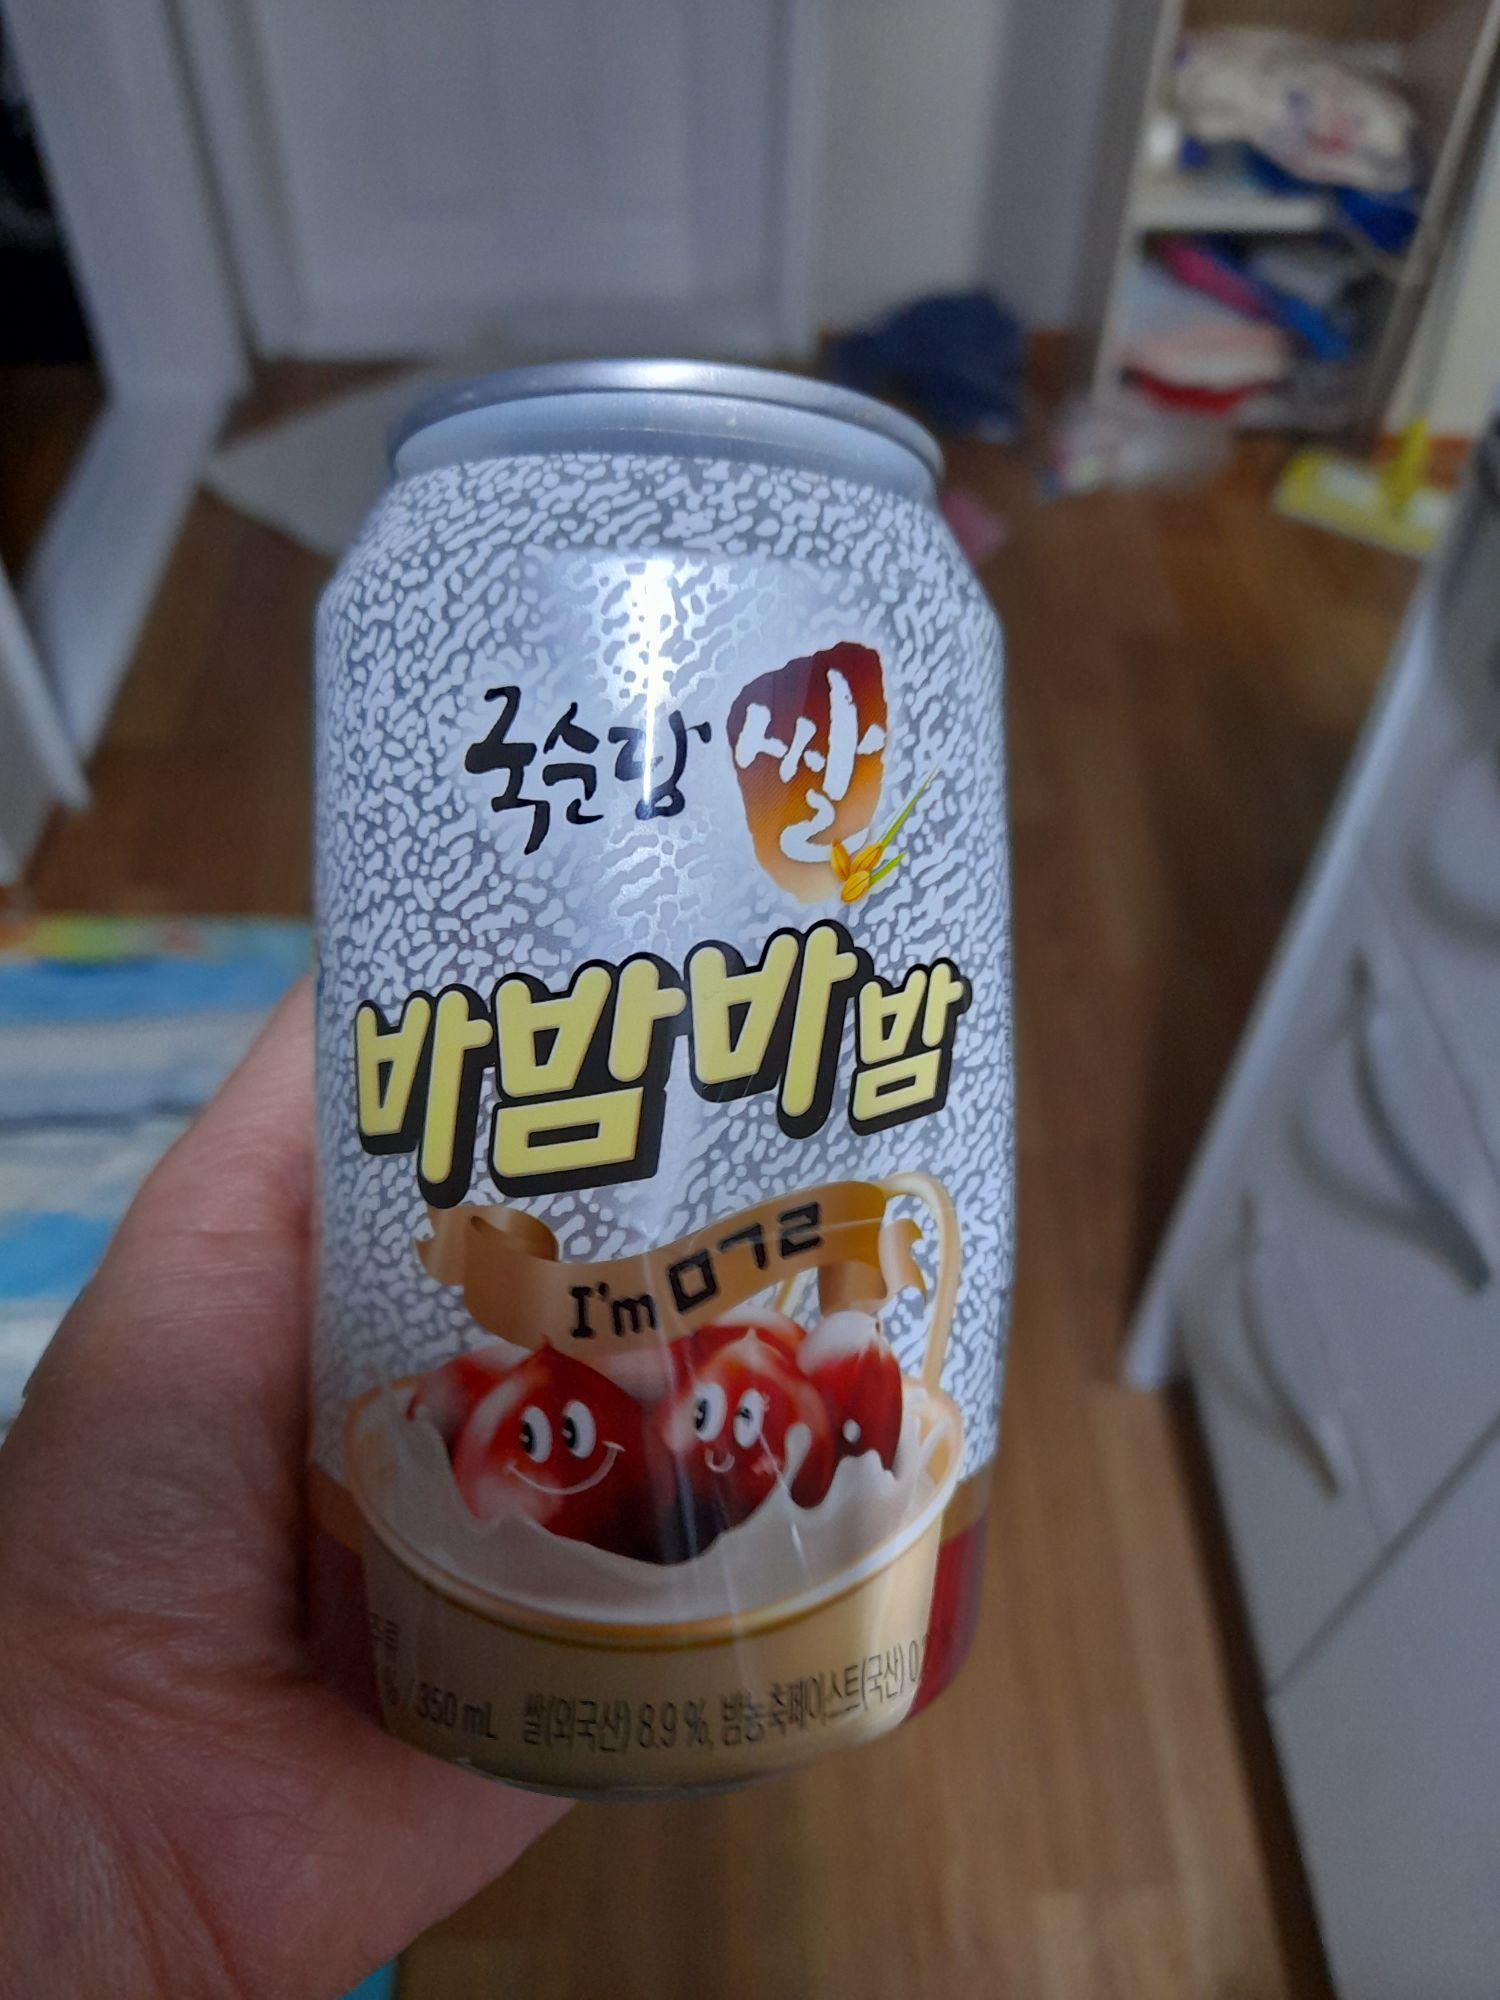 국순당 쌀
바밤바밤
I'm ㅁㄱㄹ
% / 350 mL 쌀(외국산) 8.9 %, 밤농축페이스트(국산)